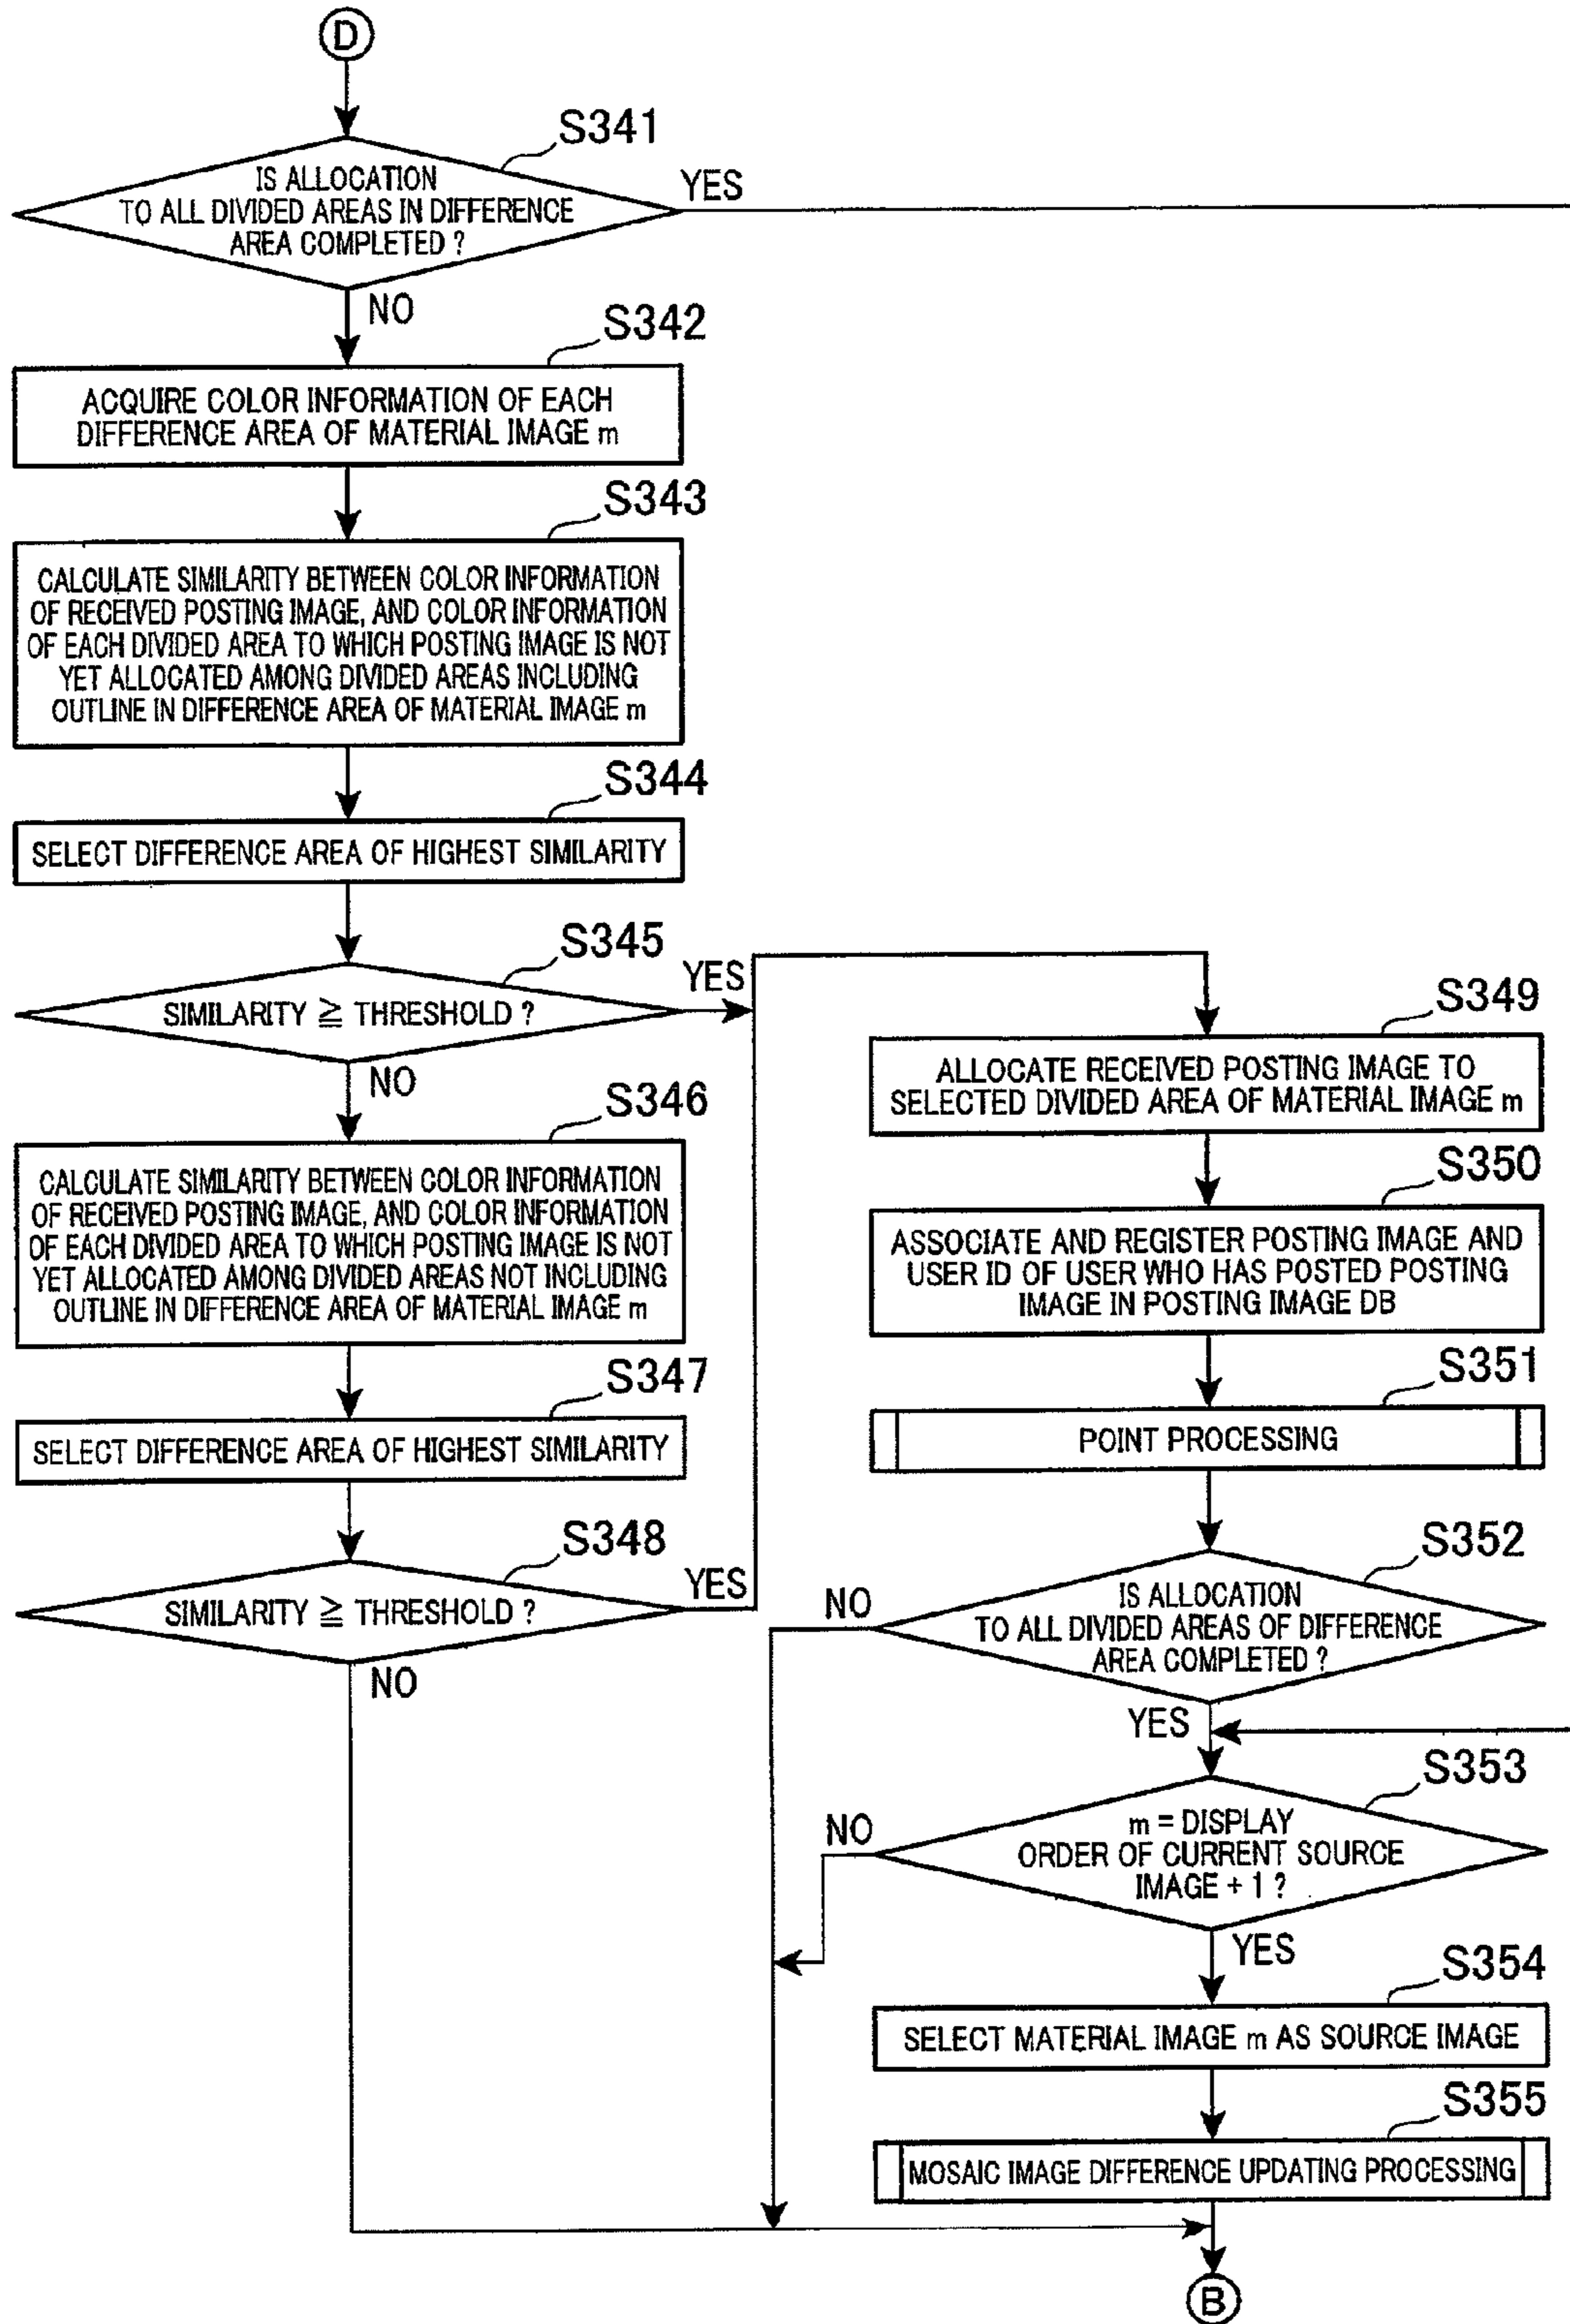 D
S341
IS ALLOCATION
TO ALL DIVIDED AREAS IN DIFFERENCE
AREA COMPLETED ?
YES
NO
S342
ACQUIRE COLOR INFORMATION OF EACH
DIFFERENCE AREA OF MATERIAL IMAGE m
S343
CALCULATE SIMILARITY BETWEEN COLOR INFORMATION
OF RECEIVED POSTING IMAGE, AND COLOR INFORMATION
OF EACH DIVIDED AREA TO WHICH POSTING IMAGE IS NOT
YET ALLOCATED AMONG DIVIDED AREAS INCLUDING
OUTLINE IN DIFFERENCE AREA OF MATERIAL IMAGE m
S344
SELECT DIFFERENCE AREA OF HIGHEST SIMILARITY
S345
SIMILARITY ≧ THRESHOLD ?
YES
NO
S346
CALCULATE SIMILARITY BETWEEN COLOR INFORMATION
OF RECEIVED POSTING IMAGE, AND COLOR INFORMATION
OF EACH DIVIDED AREA TO WHICH POSTING IMAGE IS NOT
YET ALLOCATED AMONG DIVIDED AREAS NOT INCLUDING
OUTLINE IN DIFFERENCE AREA OF MATERIAL IMAGE m
S347
SELECT DIFFERENCE AREA OF HIGHEST SIMILARITY
S348
SIMILARITY ≧ THRESHOLD ?
YES
NO
S349
ALLOCATE RECEIVED POSTING IMAGE TO
SELECTED DIVIDED AREA OF MATERIAL IMAGE m
S350
ASSOCIATE AND REGISTER POSTING IMAGE AND
USER ID OF USER WHO HAS POSTED POSTING
IMAGE IN POSTING IMAGE DB
S351
POINT PROCESSING
S352
IS ALLOCATION
TO ALL DIVIDED AREAS OF DIFFERENCE
AREA COMPLETED ?
NO
YES
S353
m = DISPLAY
ORDER OF CURRENT SOURCE
IMAGE + 1 ?
NO
YES
S354
SELECT MATERIAL IMAGE m AS SOURCE IMAGE
S355
MOSAIC IMAGE DIFFERENCE UPDATING PROCESSING
B